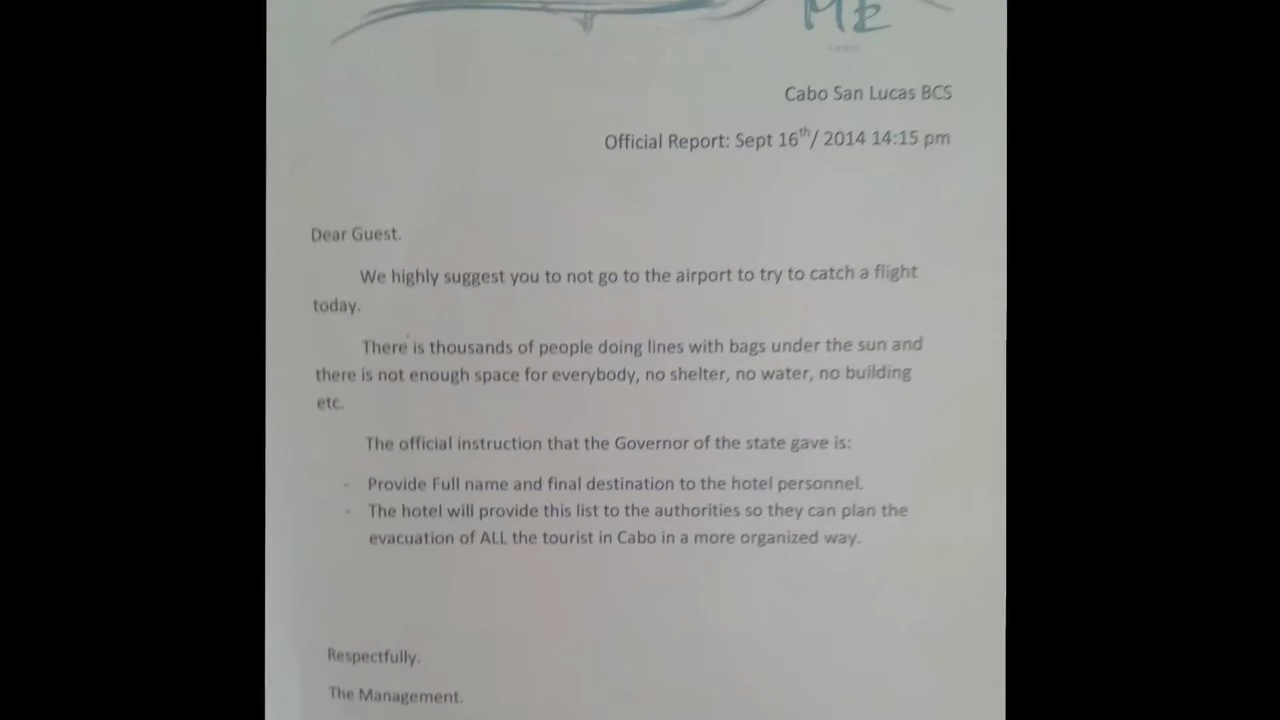 ME
Cabo San Lucas BCS
Official Report: Sept 16th/ 2014 14:15 pm
Dear Guest.
We highly suggest you to not go to the airport to try to catch a flight
today.
There is thousands of people doing lines with bags under the sun and
there is not enough space for everybody, no shelter, no water, no building
etc.
The official instruction that the Governor of the state gave is:
- Provide Full name and final destination to the hotel personnel.
- The hotel will provide this list to the authorities so they can plan the
evacuation of ALL the tourist in Cabo in a more organized way.
Respectfully.
The Management.